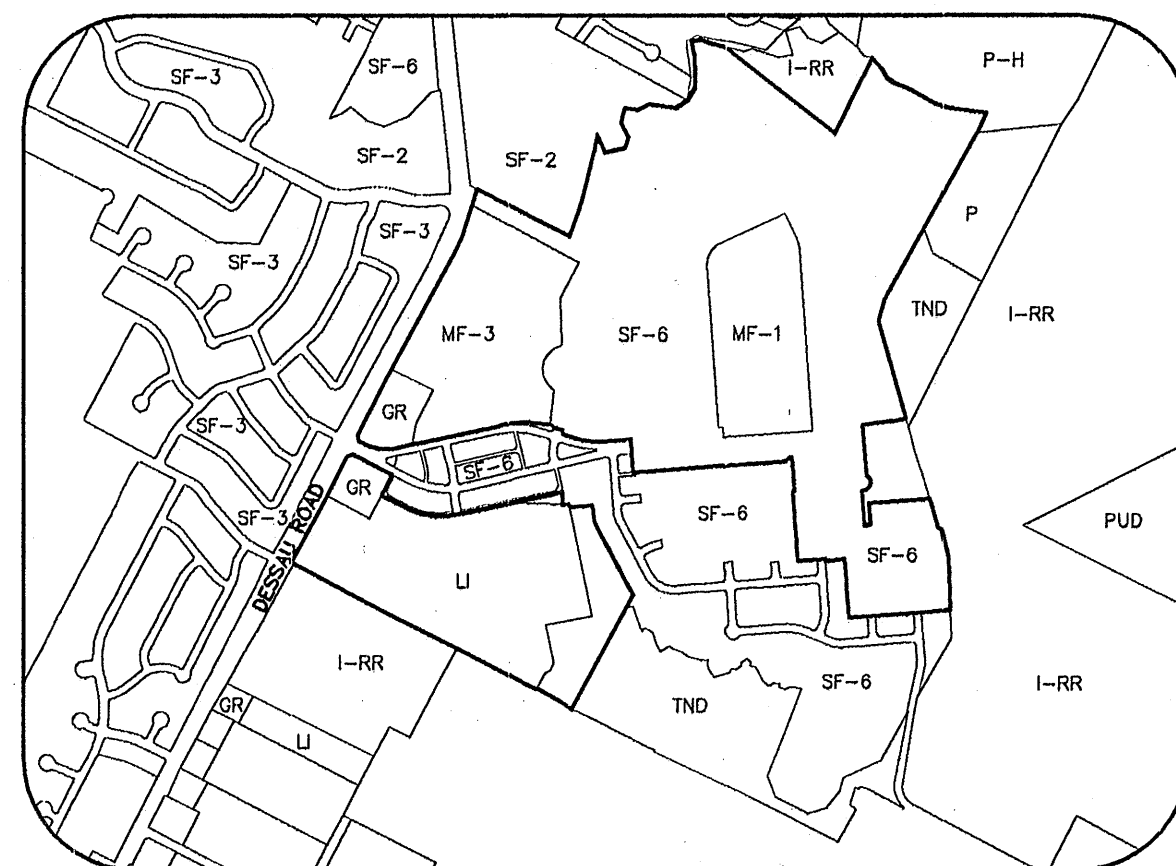 SF-6
P-H
I-RR
SF-3
SF-2
SF-2
P
SF-3
SF-3
TND
I-RR
MF-3
SF-6
MF-1
GR
SF-3
SF-6
GR
SF-3
SF-6
PUD
DESSAU ROAD
SF-6
LI
I-RR
SF-6
I-RR
GR
TND
LI